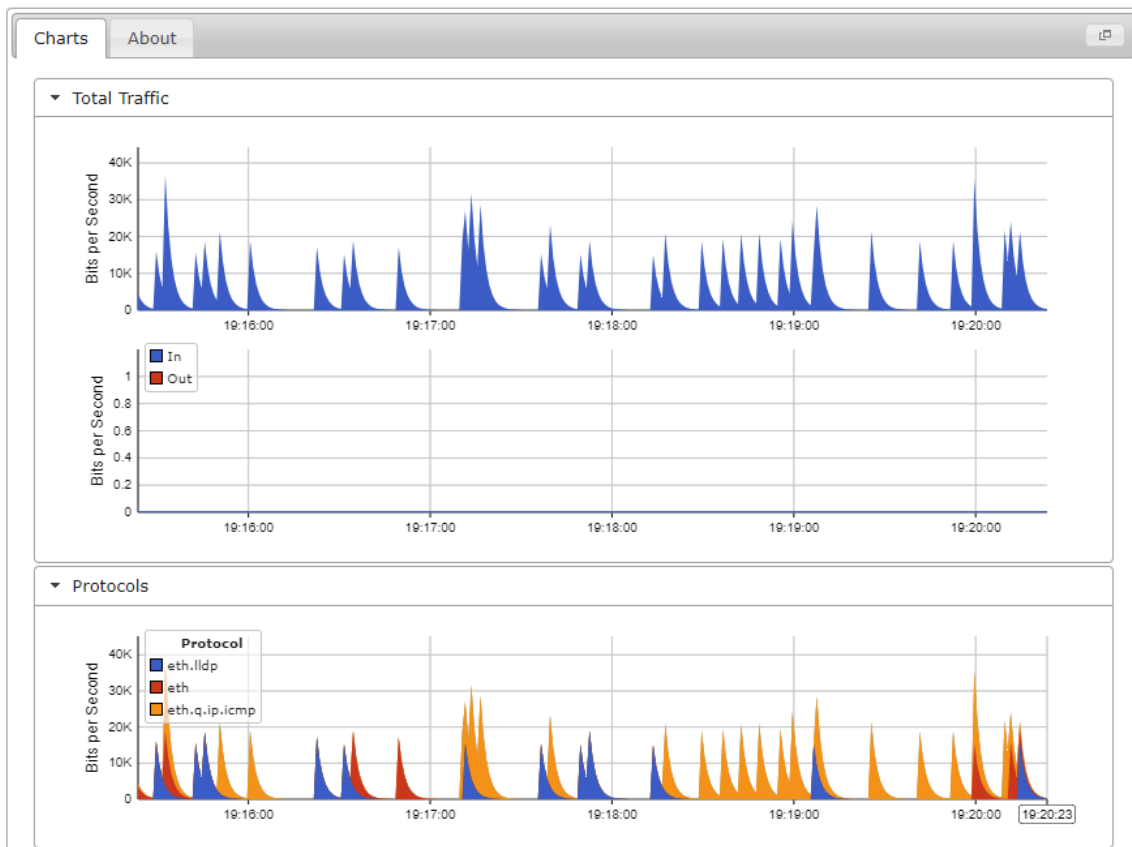 Charts About
Total Traffic
Bits per Second
40K
30K
20K
10K
0
19:16:00 19:17:00 19:18:00 19:19:00 19:20:00
In
Out
Bits per Second
1
0.8
0.6
0.4
0.2
0
19:16:00 19:17:00 19:18:00 19:19:00 19:20:00
Protocols
Protocol
eth.lldp
eth
eth.q.ip.icmp
Bits per Second
40K
30K
20K
10K
0
19:16:00 19:17:00 19:18:00 19:19:00 19:20:00 19:20:23